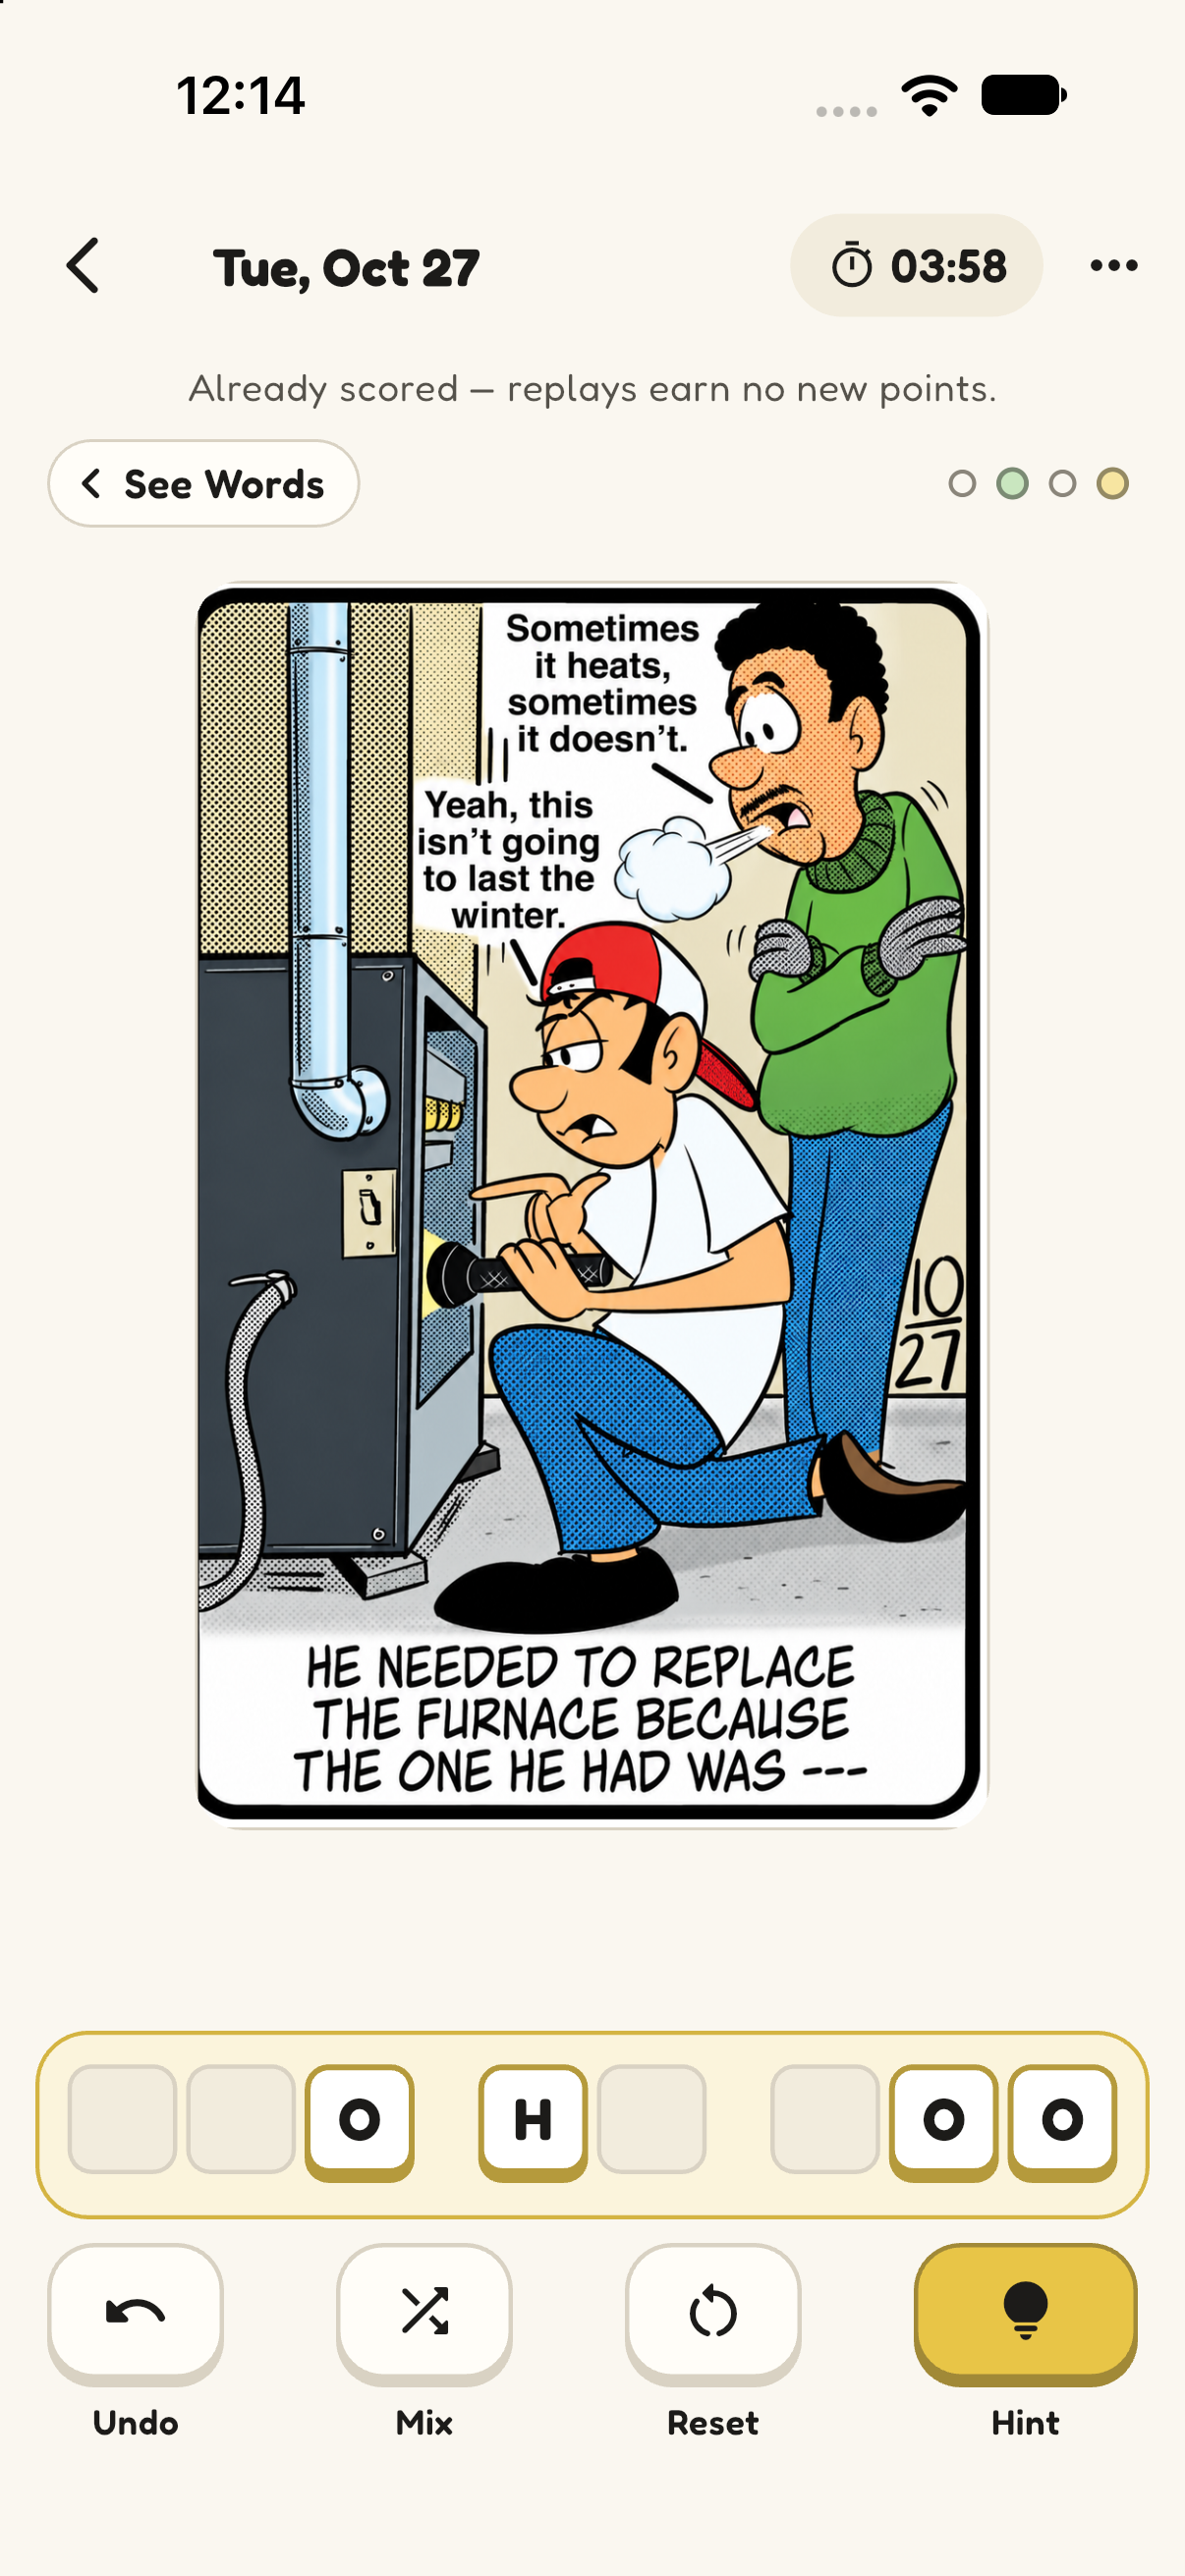 12:14
Tue, Oct 27
03:58
Already scored – replays earn no new points.
See Words
Sometimes
it heats,
sometimes
it doesn't.
Yeah, this
isn't going
to last the
winter.
10
27
HE NEEDED TO REPLACE
THE FURNACE BECAUSE
THE ONE HE HAD WAS ---
O H O O
Undo Mix Reset Hint